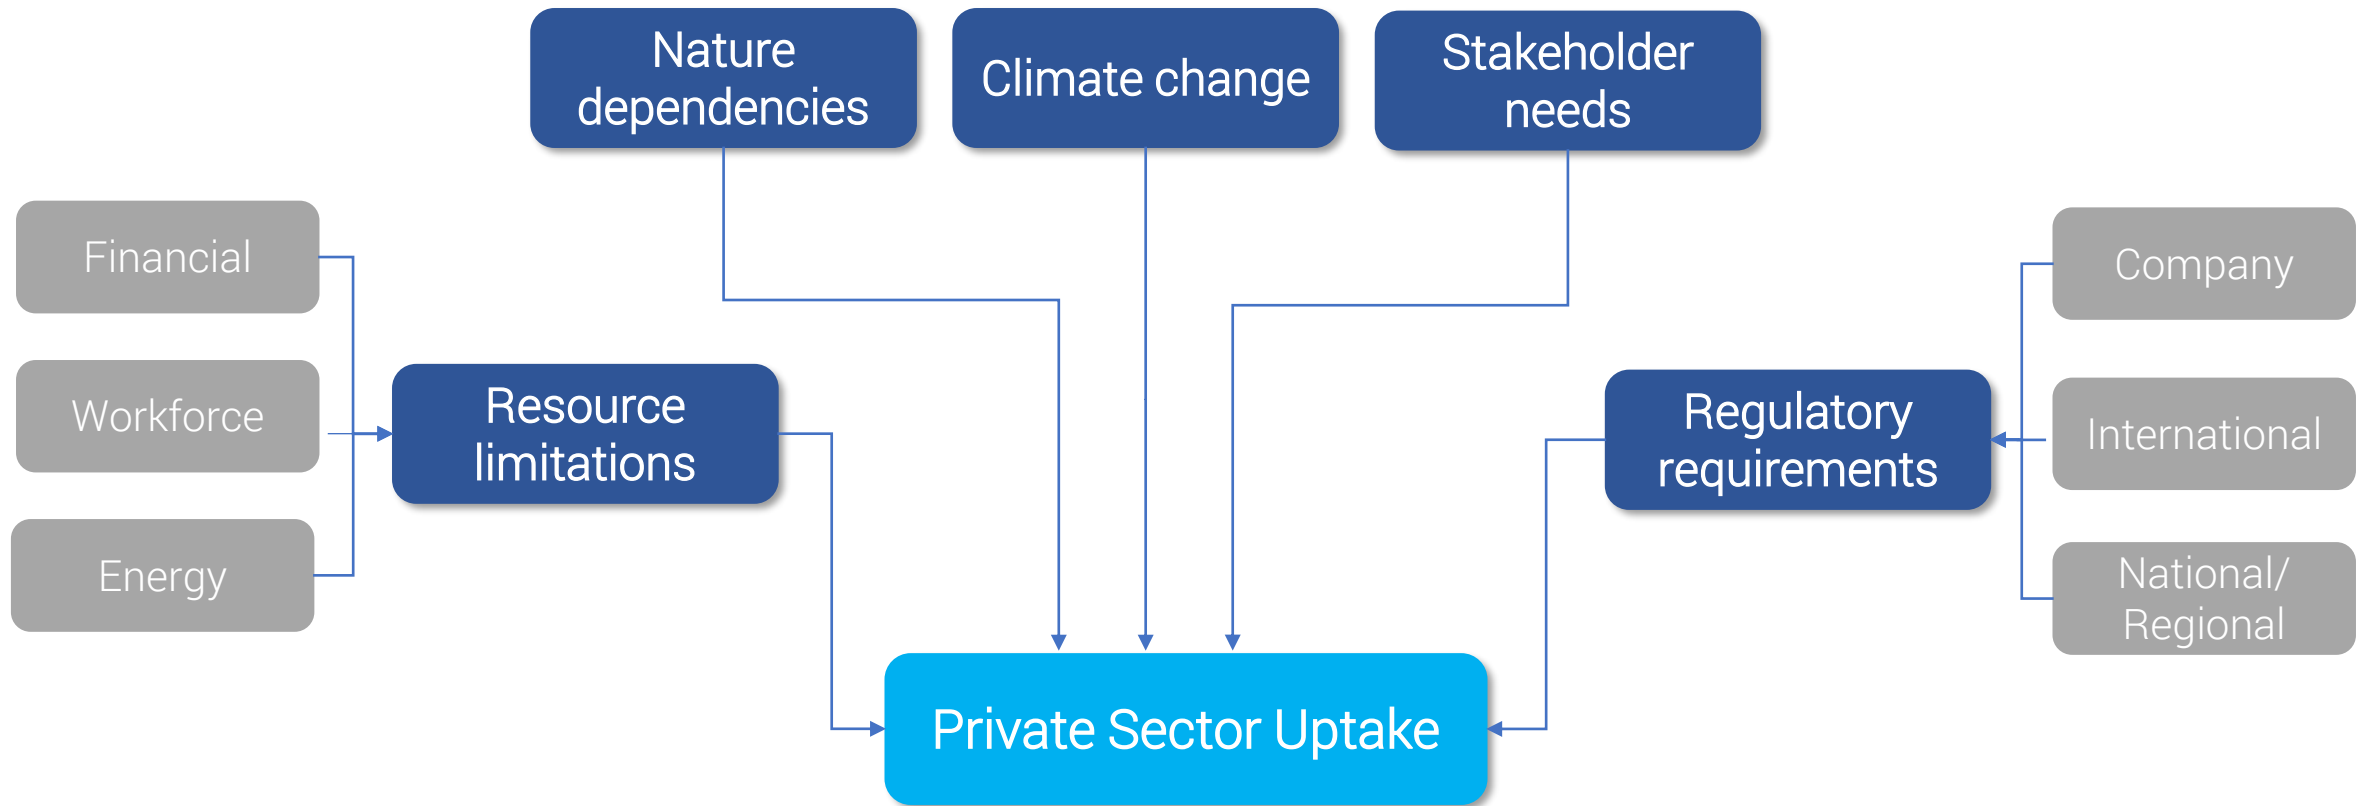 Nature
dependencies
Climate change
Stakeholder
needs
Financial
Workforce
Energy
Resource
limitations
Regulatory
requirements
Company
International
National/
Regional
Private Sector Uptake